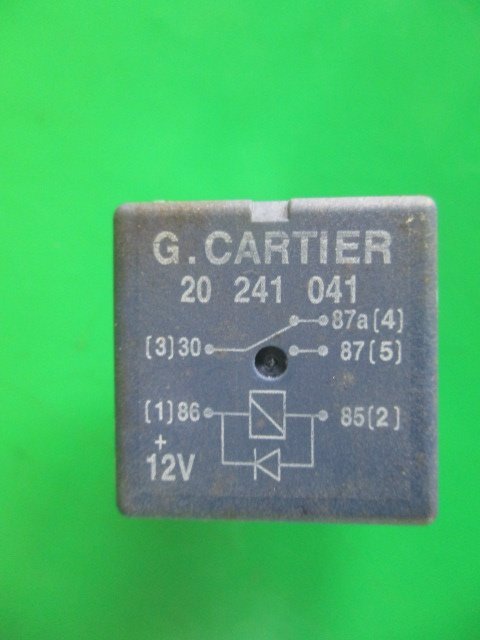 G.CARTIER
20 241 041
87a(4)
(3)30 87(5)
(1)86 85(2)
+
12V